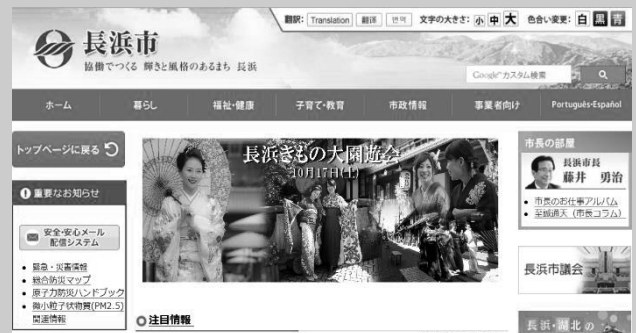 翻訳: Translation 翻译 번역 文字の大きさ: 小 中 大 色合い変更: 白 黒 青
長浜市
協働でつくる 輝きと風格のあるまち 長浜
Google カスタム検索
ホーム 暮らし 福祉・健康 子育て・教育 市政情報 事業者向け Português・Español
トップページに戻る
長浜きもの大園遊会
10月17日(土)
市長の部屋
長浜市長
藤井 勇治
市長のお仕事アルバム
至誠通天(市長コラム)
重要なお知らせ
安全・安心メール
配信システム
緊急・災害情報
総合防災マップ
原子力防災ハンドブック
微小粒子状物質(PM2.5)
関連情報
長浜市議会
注目情報
長浜・湖北の